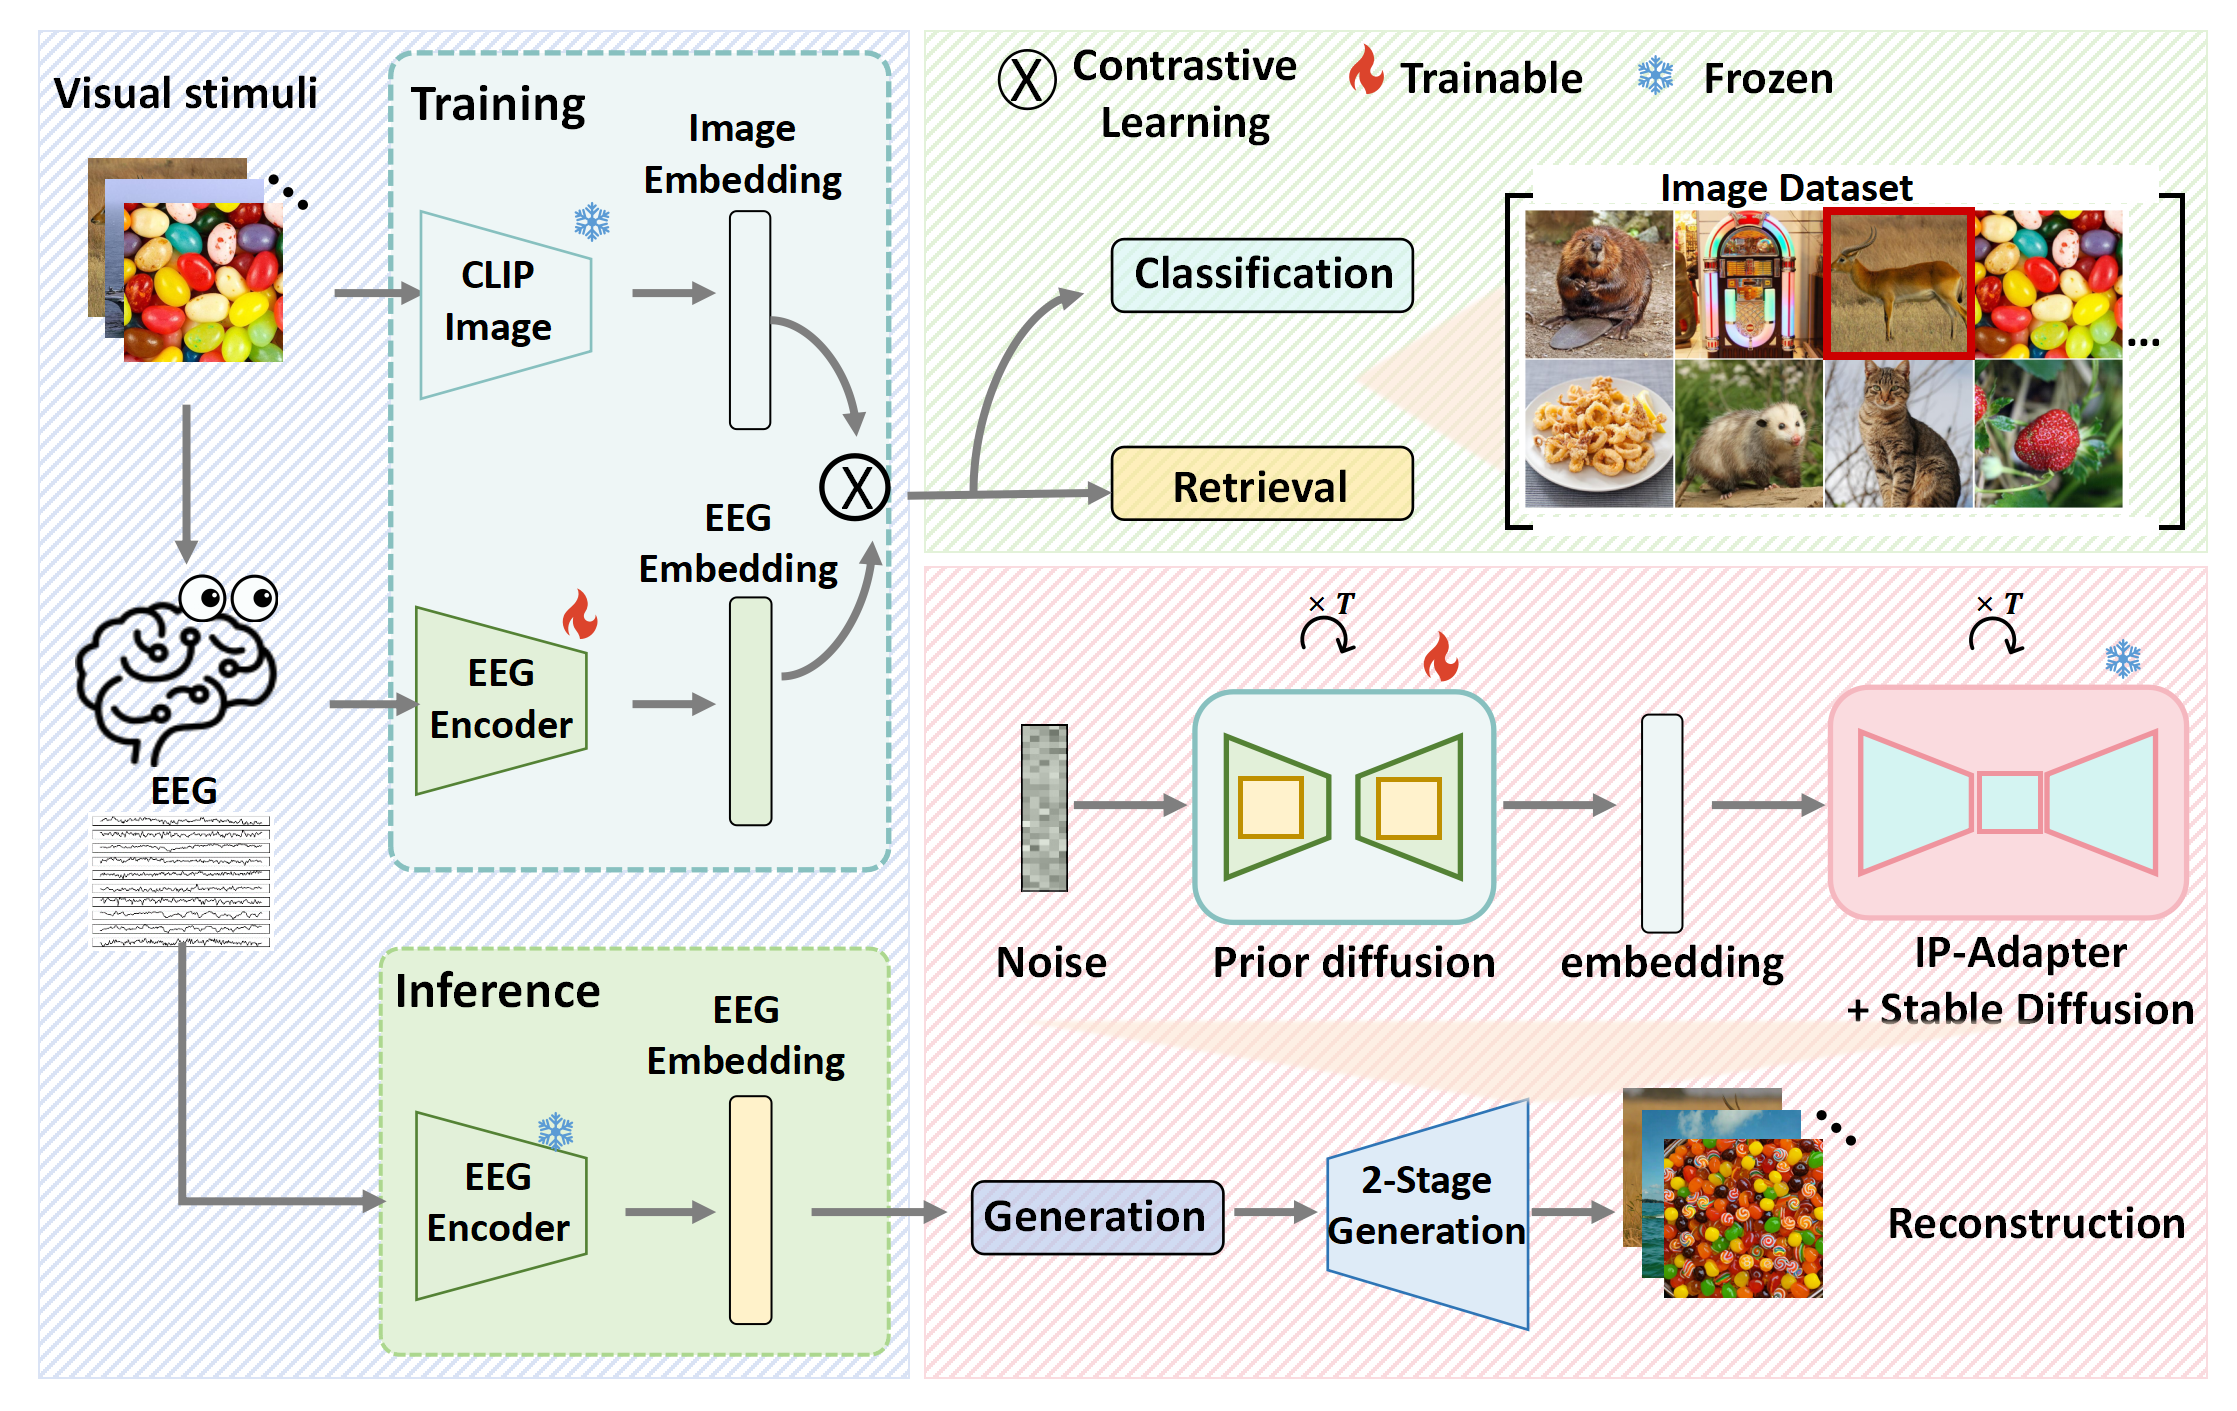 Visual stimuli
Training
Image
Embedding
CLIP
Image
EEG
Embedding
EEG
Encoder
EEG
Inference
EEG
Embedding
EEG
Encoder
X
X
Contrastive
Learning
Trainable
Frozen
Image Dataset
Classification
...
Retrieval
× T
× T
Noise
Prior diffusion
embedding
IP-Adapter
+ Stable Diffusion
Generation
2-Stage
Generation
Reconstruction